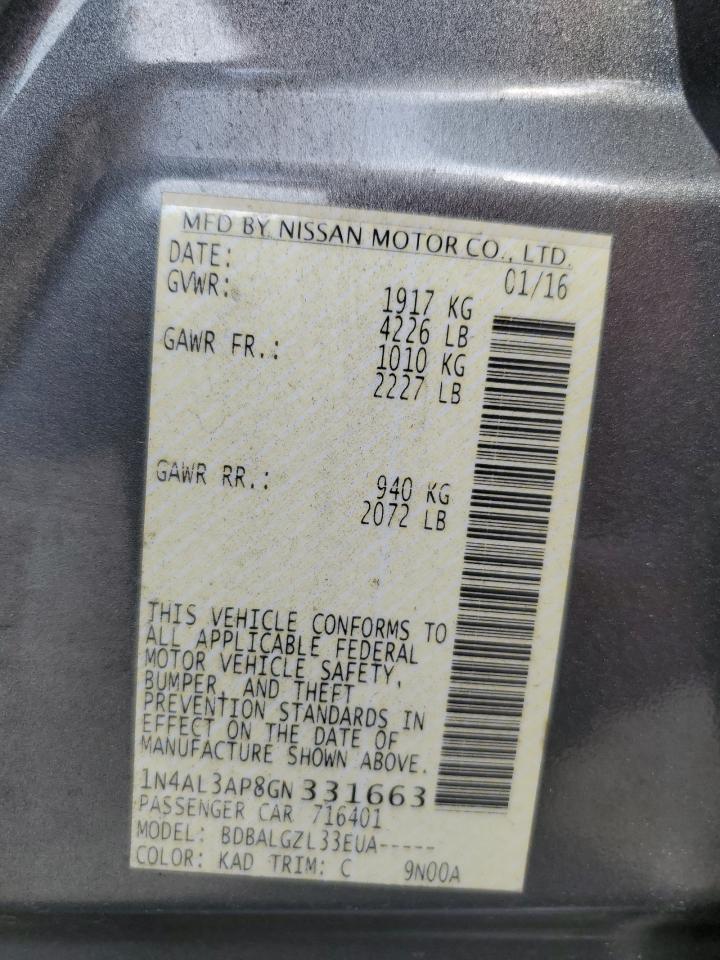 MFD BY NISSAN MOTOR CO., LTD.
DATE: 01/16
GVWR: 1917 KG
4226 LB
GAWR FR.: 1010 KG
2227 LB
GAWR RR.: 940 KG
2072 LB
THIS VEHICLE CONFORMS TO
ALL APPLICABLE FEDERAL
MOTOR VEHICLE SAFETY,
BUMPER, AND THEFT
PREVENTION STANDARDS IN
EFFECT ON THE DATE OF
MANUFACTURE SHOWN ABOVE.
1N4AL3AP8GN 331663
PASSENGER CAR 716401
MODEL: BDBALGZL33EUA-----
COLOR: KAD TRIM: C 9N00A